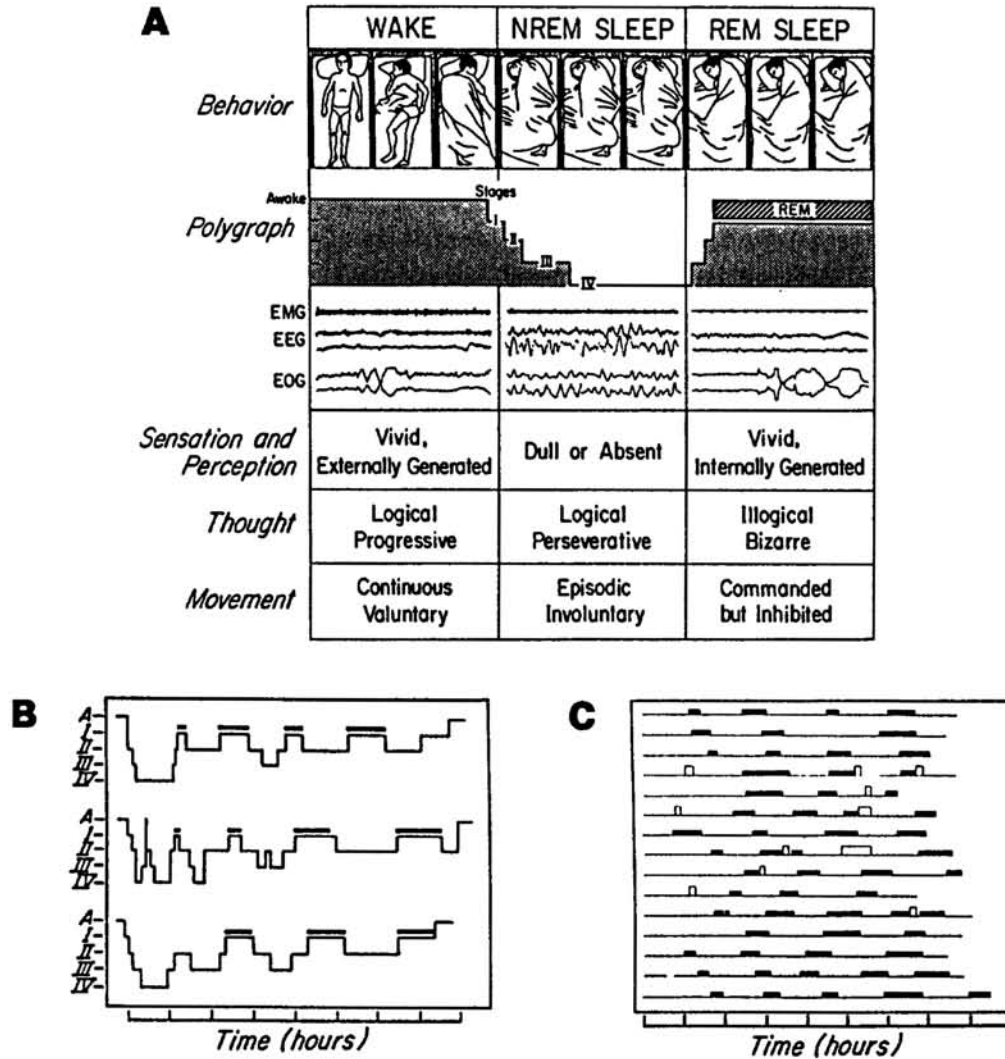 A
WAKE NREM SLEEP REM SLEEP
Behavior
Awake
Stages
Polygraph
I
II
III
IV
REM
EMG
EEG
EOG
Sensation and
Perception
Vivid,
Externally Generated
Dull or Absent
Vivid,
Internally Generated
Thought
Logical
Progressive
Logical
Perseverative
Illogical
Bizarre
Movement
Continuous
Voluntary
Episodic
Involuntary
Commanded
but Inhibited
B
A
I
II
III
IV
A
I
II
III
IV
A
I
II
III
IV
Time (hours)
C
Time (hours)